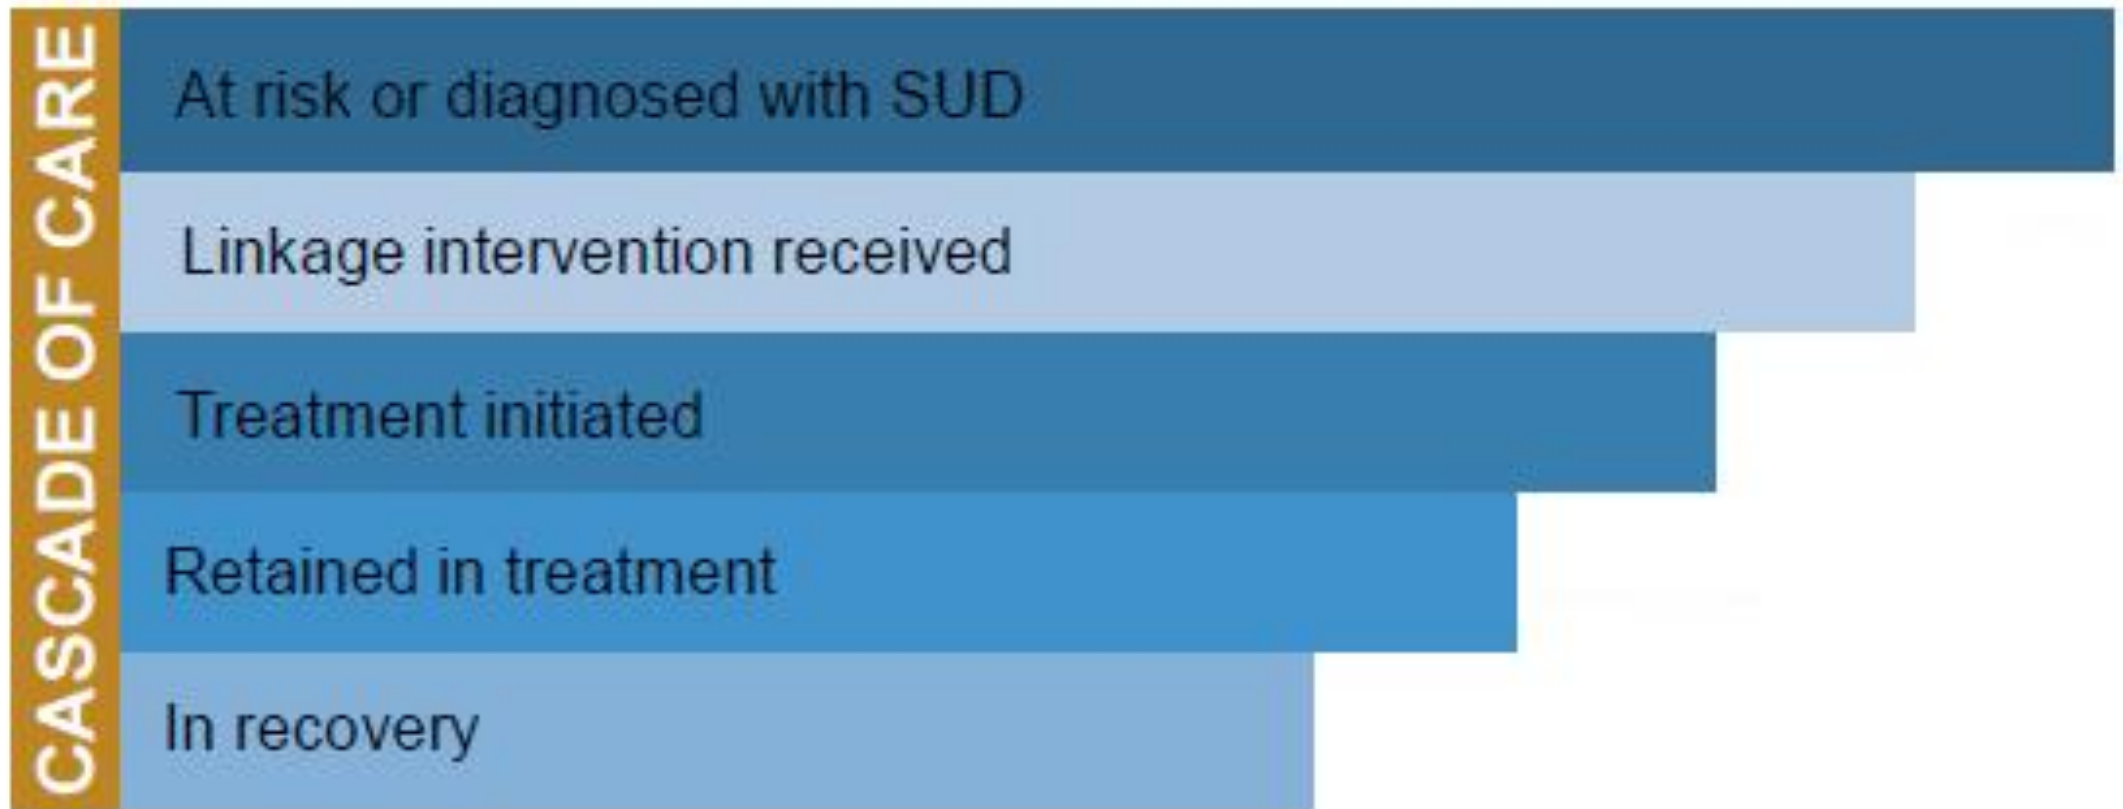 CASCADE OF CARE
At risk or diagnosed with SUD
Linkage intervention received
Treatment initiated
Retained in treatment
In recovery